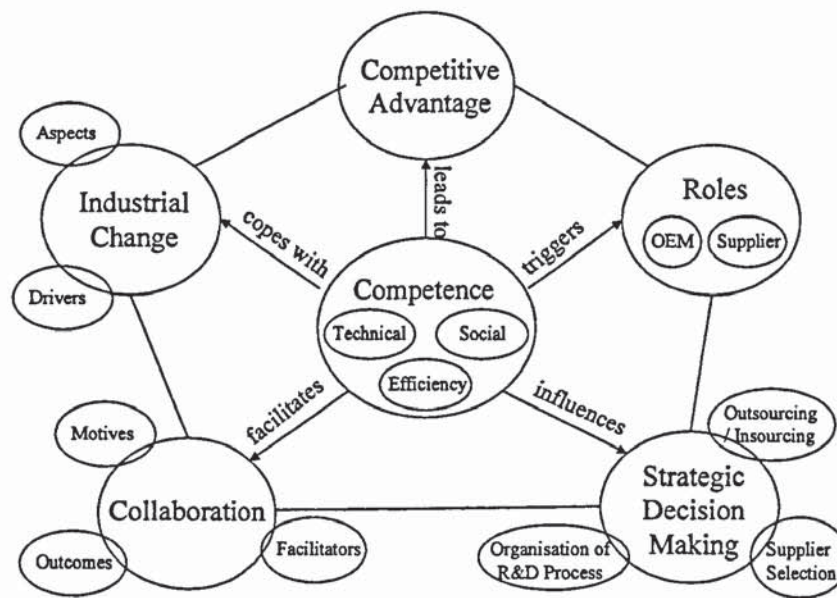 Competitive
Advantage
Aspects
Industrial
Change
Drivers
copes with
leads to
triggers
Roles
OEM
Supplier
Competence
Technical
Social
Efficiency
facilitates
influences
Motives
Collaboration
Outcomes
Facilitators
Outsourcing
/ Insourcing
Strategic
Decision
Making
Organisation of
R&D Process
Supplier
Selection